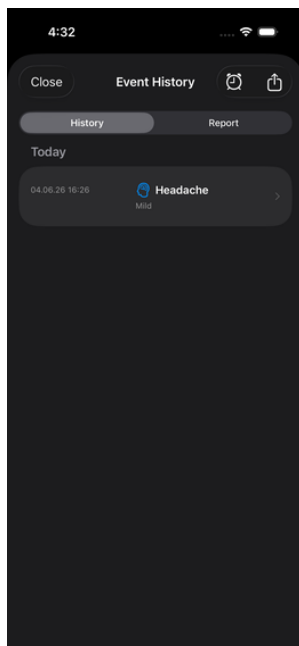 4:32
Close Event History
History Report
Today
04.06.26 16:26 Headache
Mild